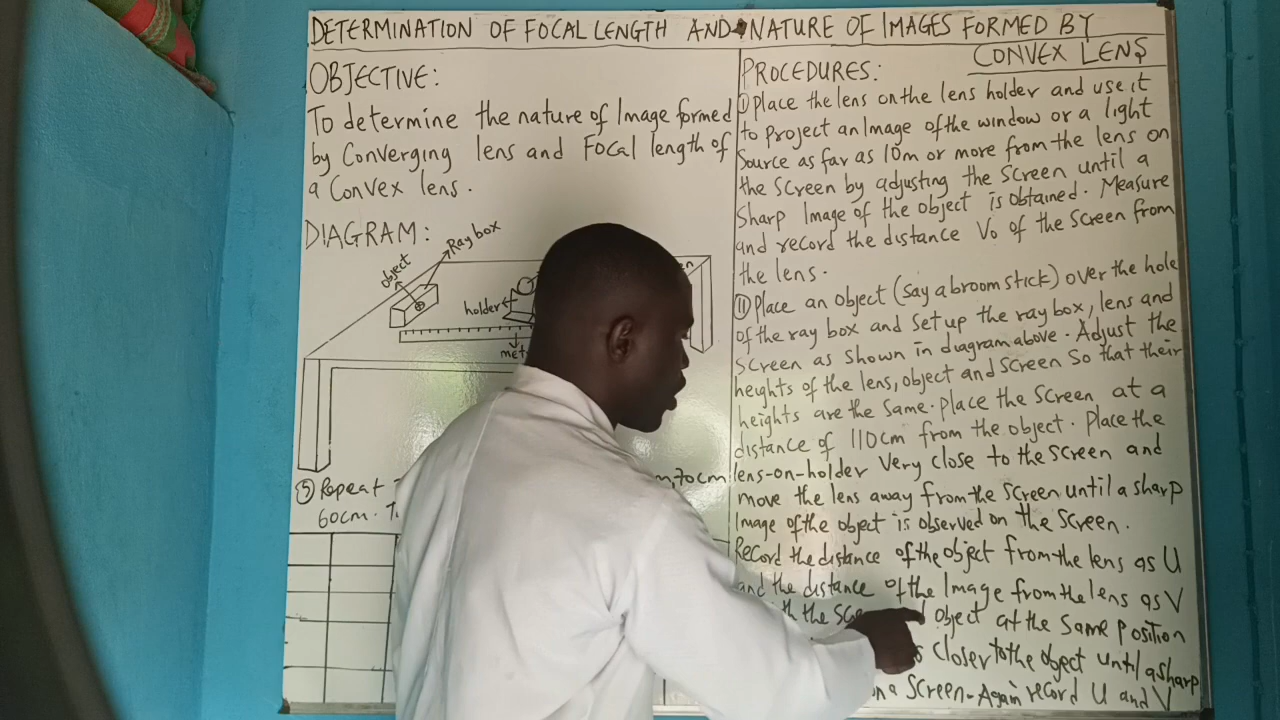 DETERMINATION OF FOCAL LENGTH AND NATURE OF IMAGES FORMED BY
CONVEX LENS
OBJECTIVE:
To determine the nature of Image formed
by Converging lens and Focal length of
a Convex lens.
DIAGRAM:
Ray box
object
holder
⑤ Repeat
m, 70cm
60cm. T
PROCEDURES:
① Place the lens on the lens holder and use it
to project an Image of the window or a light
Source as far as 10m or more from the lens on
the screen by adjusting the screen until a
Sharp Image of the object is obtained. Measure
and record the distance Vo of the screen from
the lens.
⑪ Place an object (say a broom stick) over the hole
of the ray box and set up the ray box, lens and
screen as shown in diagram above. Adjust the
heights of the lens, object and screen so that their
heights are the same. Place the screen at a
distance of 110cm from the object. Place the
lens-on-holder very close to the screen and
move the lens away from the screen until a sharp
Image of the object is observed on the screen.
Record the distance of the object from the lens as U
and the distance of the Image from the lens as V
the object at the same position
closer to the object until a sharp
on a screen. Again record U and V